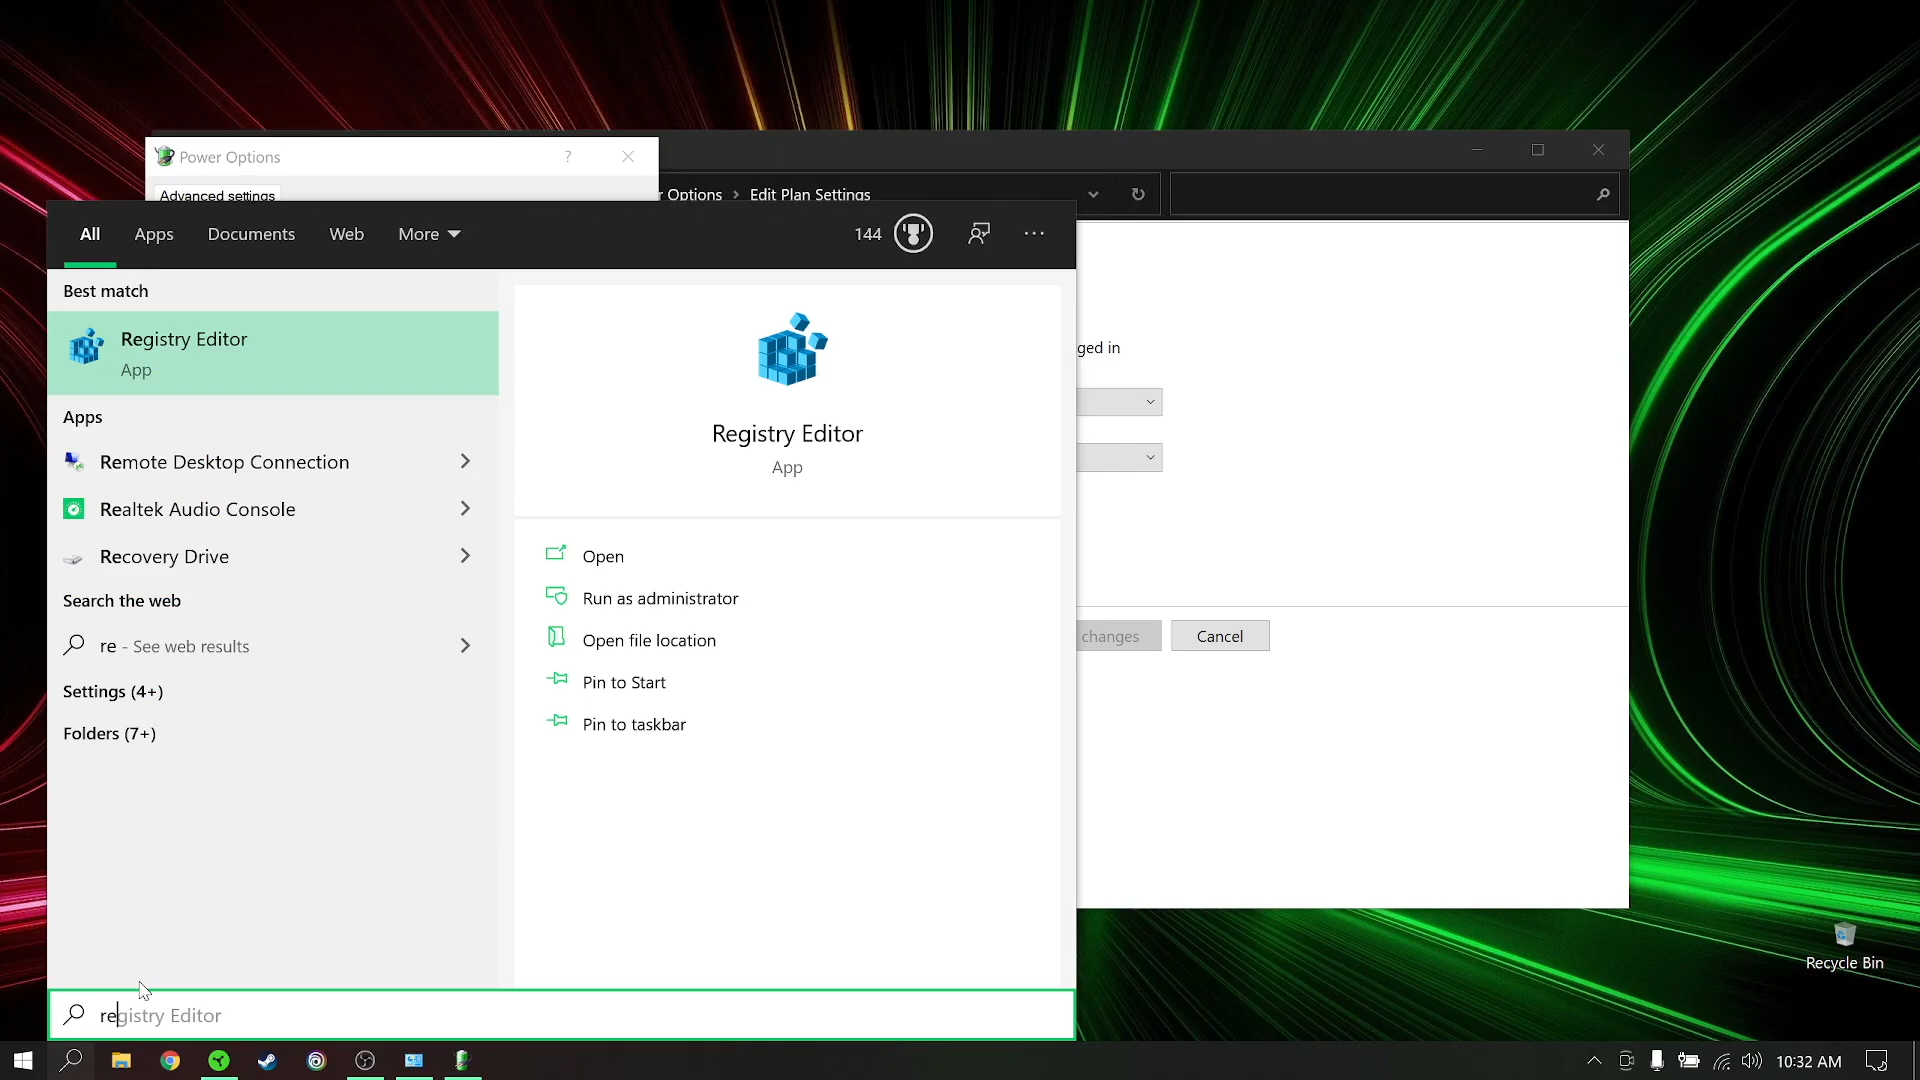 Power Options
?
Advanced settings
r Options > Edit Plan Settings
All
Apps
Documents
Web
More
144
Best match
Registry Editor
App
Apps
Remote Desktop Connection
Realtek Audio Console
Recovery Drive
Search the web
re - See web results
Settings (4+)
Folders (7+)
Registry Editor
App
Open
Run as administrator
Open file location
Pin to Start
Pin to taskbar
ged in
changes
Cancel
Recycle Bin
registry Editor
10:32 AM